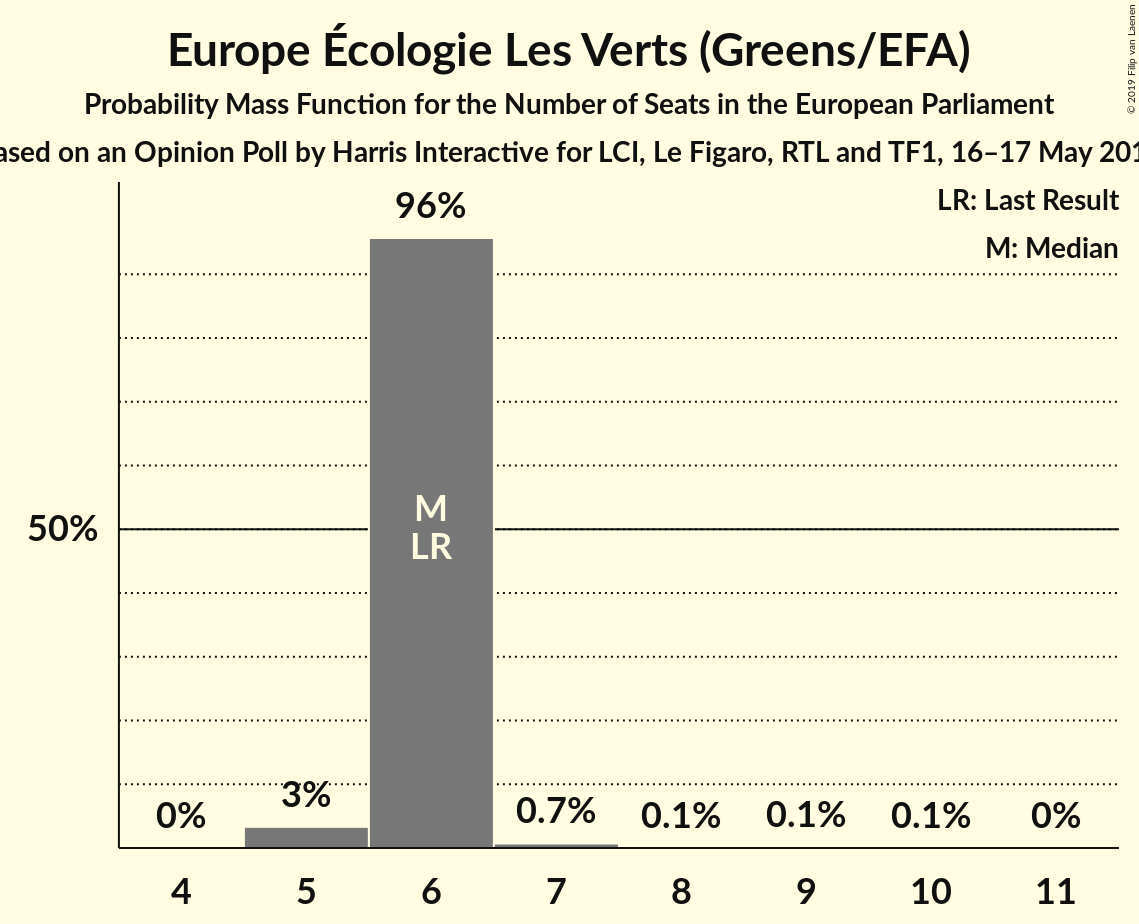 Europe Écologie Les Verts (Greens/EFA)
Probability Mass Function for the Number of Seats in the European Parliament
ased on an Opinion Poll by Harris Interactive for LCI, Le Figaro, RTL and TF1, 16–17 May 201
© 2019 Filip van Laenen
LR: Last Result
M: Median
96%
50%
M
LR
0%
3%
0.7%
0.1%
0.1%
0.1%
0%
4 5 6 7 8 9 10 11